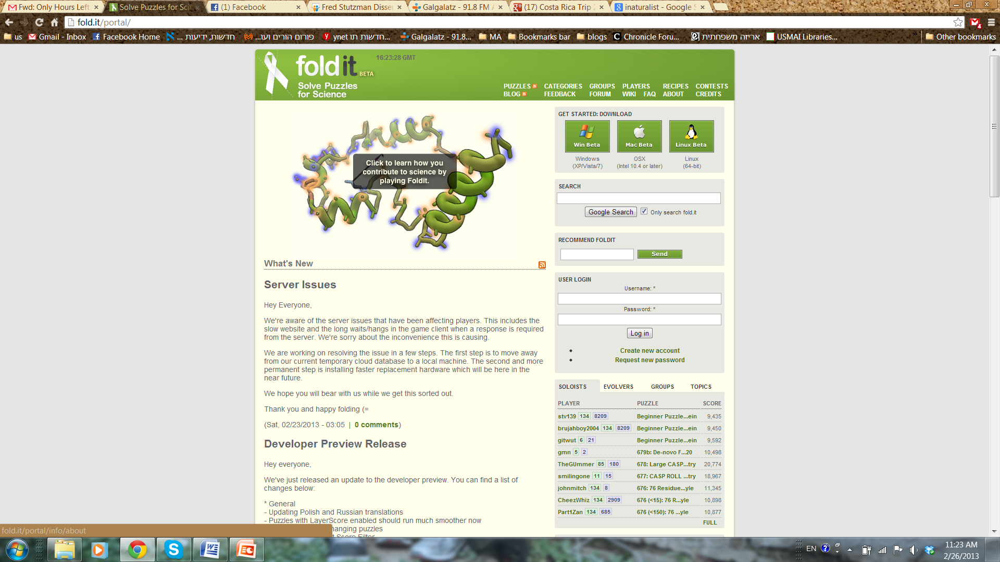 Fwd: Only Hours Left
Solve Puzzles for Sci
(1) Facebook
Fred Stutzman Disser
Galgalatz - 91.8 FM
(17) Costa Rica Trip
inaturalist - Google S
fold.it/portal/
4
us
Gmail - Inbox
Facebook Home
חדשות, ידיעות ...
פורום הורים ועו...
ynet חדשות תו...
Galgalatz - 91.8...
MA
Bookmarks bar
blogs
Chronicle Foru...
אריזה משפחתית
USMAI Libraries...
Other bookmarks
foldit BETA
16:23:28 GMT
Solve Puzzles
for Science
PUZZLES CATEGORIES GROUPS PLAYERS RECIPES CONTESTS
BLOG FEEDBACK FORUM WIKI FAQ ABOUT CREDITS
Click to learn how you
contribute to science by
playing Foldit.
What's New
Server Issues
Hey Everyone,
We're aware of the server issues that have been affecting players. This includes the
slow website and the long waits/hangs in the game client when a response is required
from the server. We're sorry about the inconvenience this is causing.
We are working on resolving the issue in a few steps. The first step is to move away
from our current temporary cloud database to a local machine. The second and more
permanent step is installing faster replacement hardware which will be here in the
near future.
We hope you will bear with us while we get this sorted out.
Thank you and happy folding (=
(Sat, 02/23/2013 - 03:05 | 0 comments)
Developer Preview Release
Hey everyone,
We've just released an update to the developer preview. You can find a list of
changes below:
* General
- Updating Polish and Russian translations
- Puzzles with LayerScore enabled should run much smoother now
hanging puzzles
t Score Filter
GET STARTED: DOWNLOAD
Win Beta Mac Beta Linux Beta
Windows OSX Linux
(XP/Vista/7) (Intel 10.4 or later) (64-bit)
SEARCH
Google Search Only search fold.it
RECOMMEND FOLDIT
Send
USER LOGIN
Username: *
Password: *
Log in
• Create new account
• Request new password
SOLOISTS EVOLVERS GROUPS TOPICS
PLAYER PUZZLE SCORE
stv139 134 8209 Beginner Puzzle...ein 9,435
brujahboy2004 134 8209 Beginner Puzzle...ein 9,450
gitwut 6 21 Beginner Puzzle...ein 9,592
gmn 5 2 679b: De-novo F...20 10,498
TheGUmmer 85 180 678: Large CASP...try 20,774
smilingone 11 15 677: CASP ROLL ...try 18,967
johnmitch 134 8 676: 76 Residue...yle 11,345
CheezWhiz 134 2909 676 (<15): 76 R...yle 10,898
Part1Zan 134 685 676 (<150): 76 ...yle 10,877
FULL
fold.it/portal/info/about
EN
11:23 AM
2/26/2013